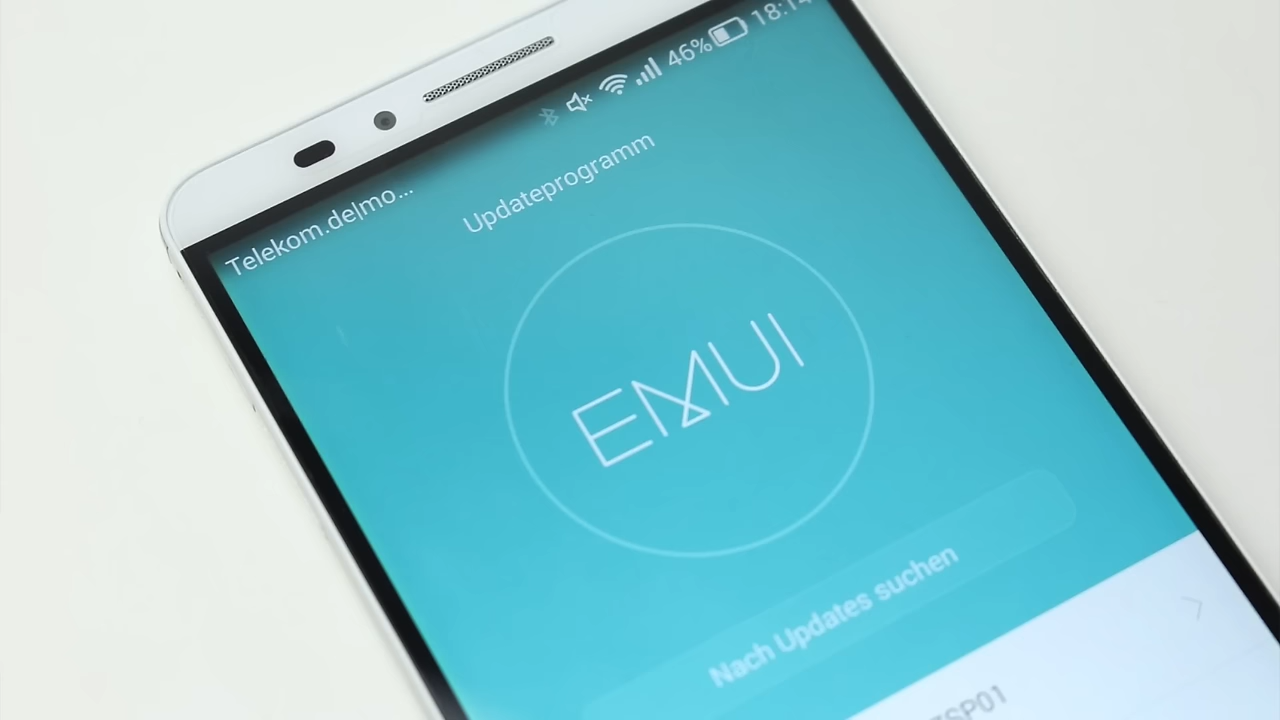 Telekom.de|mo... 46% 18:14
Updateprogramm
EMUI
Nach Updates suchen